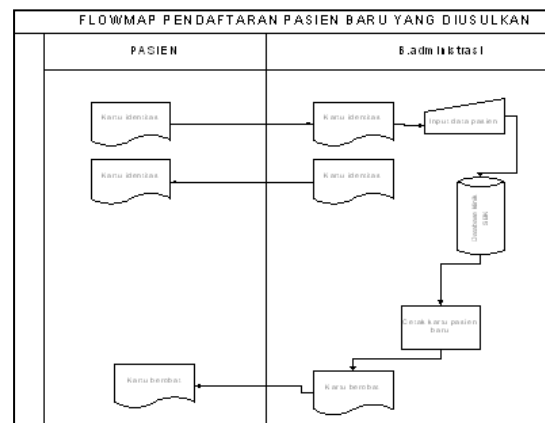 FLOWMAP PENDAFTARAN PASIEN BARU YANG DIUSULKAN
PASIEN
B.administrasi
Kartu identitas
Kartu identitas
Input data pasien
Kartu identitas
Kartu identitas
Cetak kartu pasien
baru
Kartu berobat
Kartu berobat